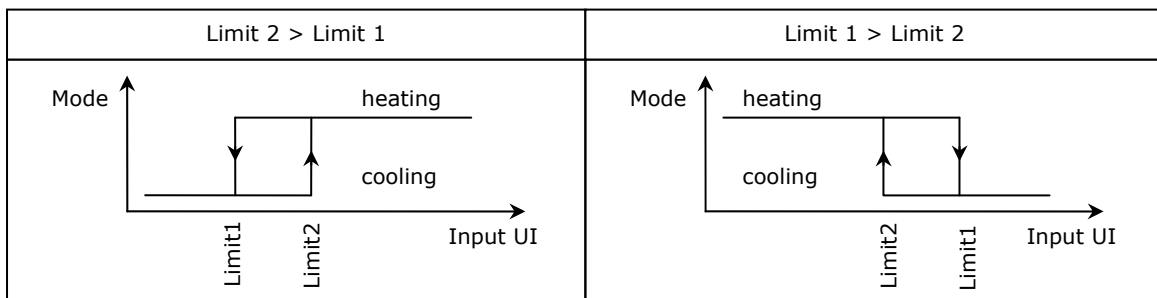 Limit 2 > Limit 1
Limit 1 > Limit 2
Mode
heating
cooling
Limit1
Limit2
Input UI
Mode
heating
cooling
Limit2
Limit1
Input UI